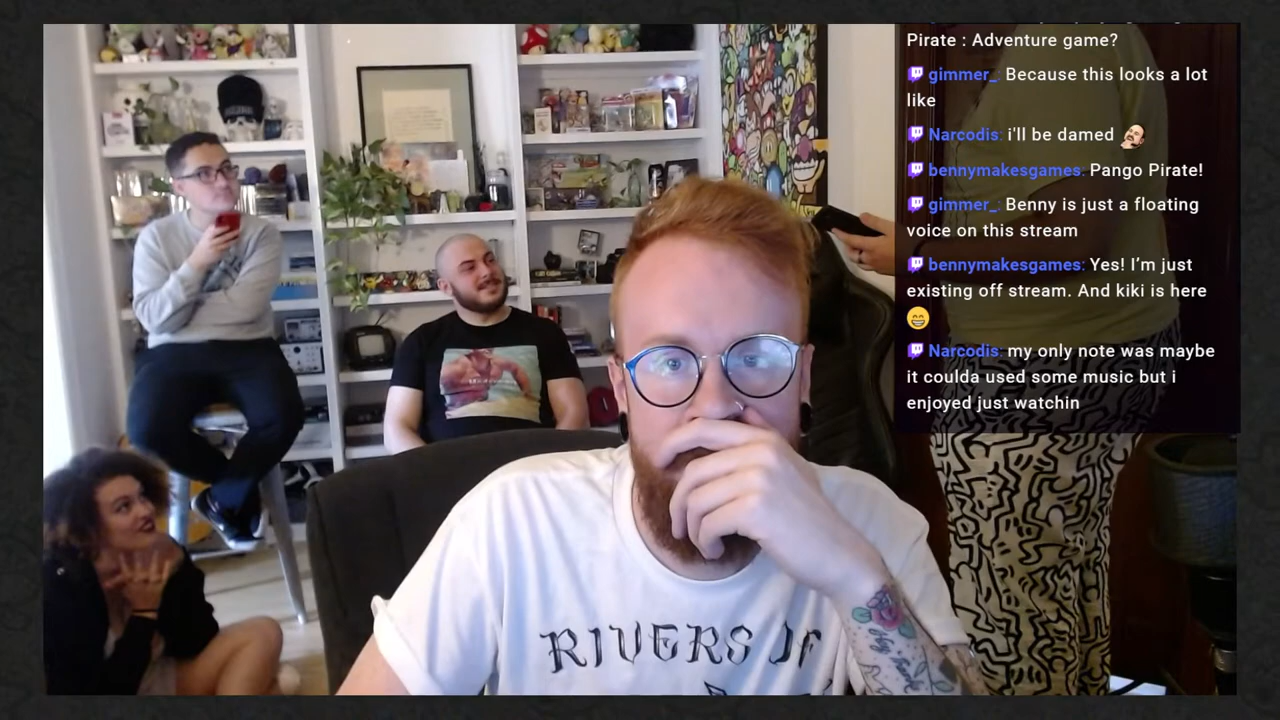 Pirate : Adventure game?
gimmer_: Because this looks a lot
like
Narcodis: i'll be damed
bennymakesgames: Pango Pirate!
gimmer_: Benny is just a floating
voice on this stream
bennymakesgames: Yes! I'm just
existing off stream. And kiki is here
Narcodis: my only note was maybe
it coulda used some music but i
enjoyed just watchin
RIVERS OF